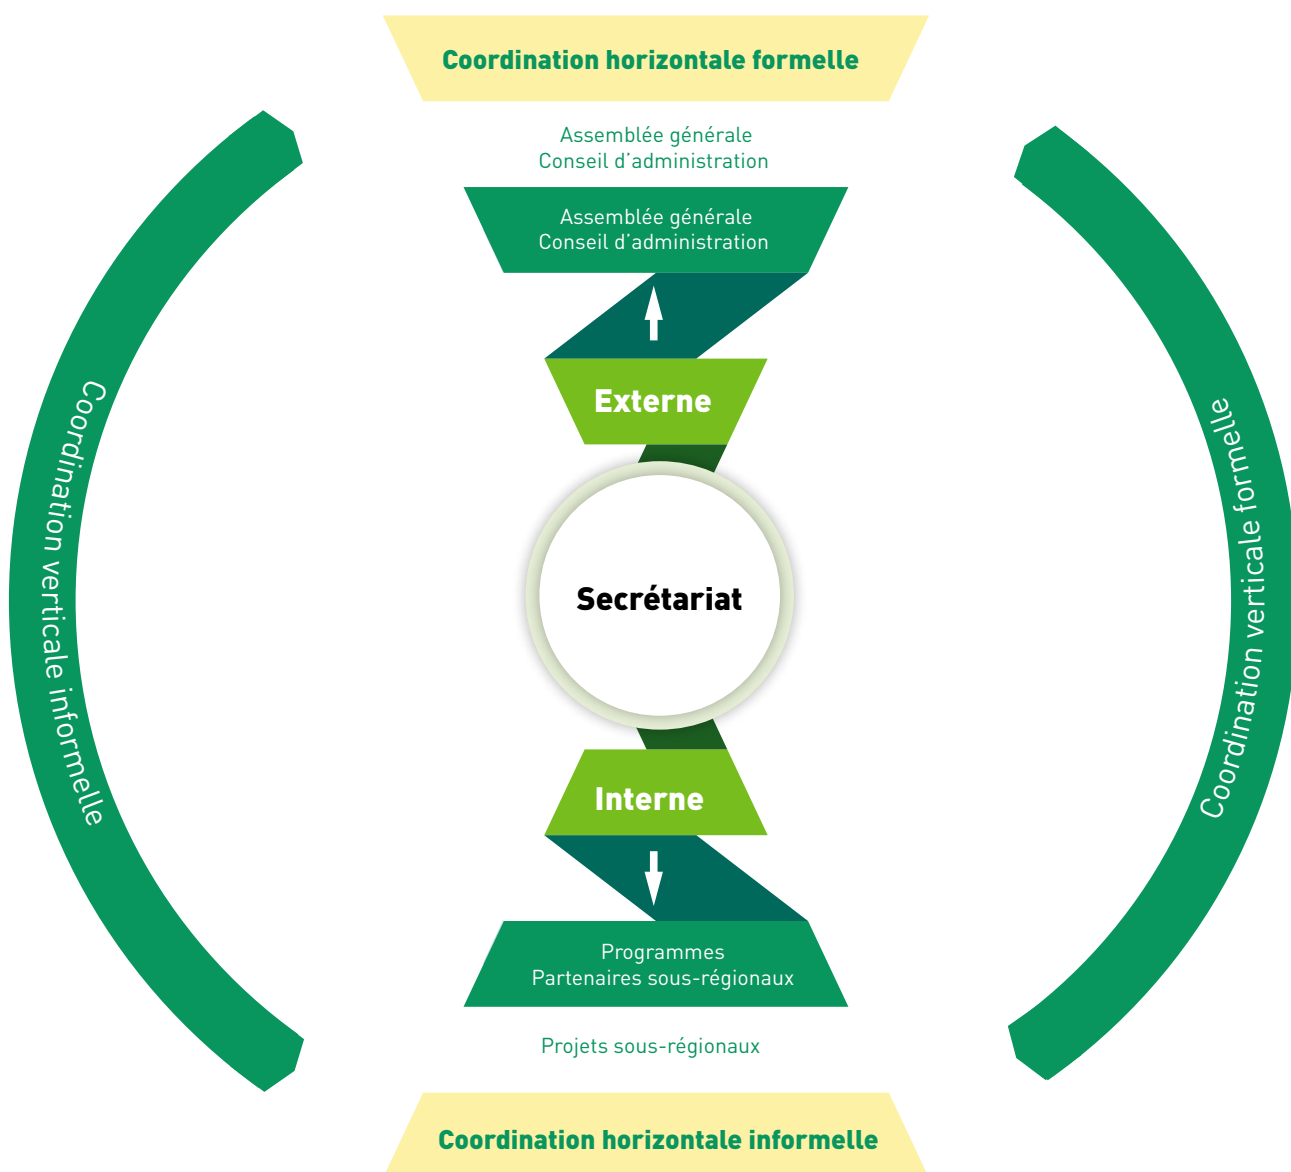 Coordination horizontale formelle
Assemblée générale
Conseil d'administration
Assemblée générale
Conseil d'administration
Externe
Coordination verticale informelle
Secrétariat
Coordination verticale formelle
Interne
Programmes
Partenaires sous-régionaux
Projets sous-régionaux
Coordination horizontale informelle